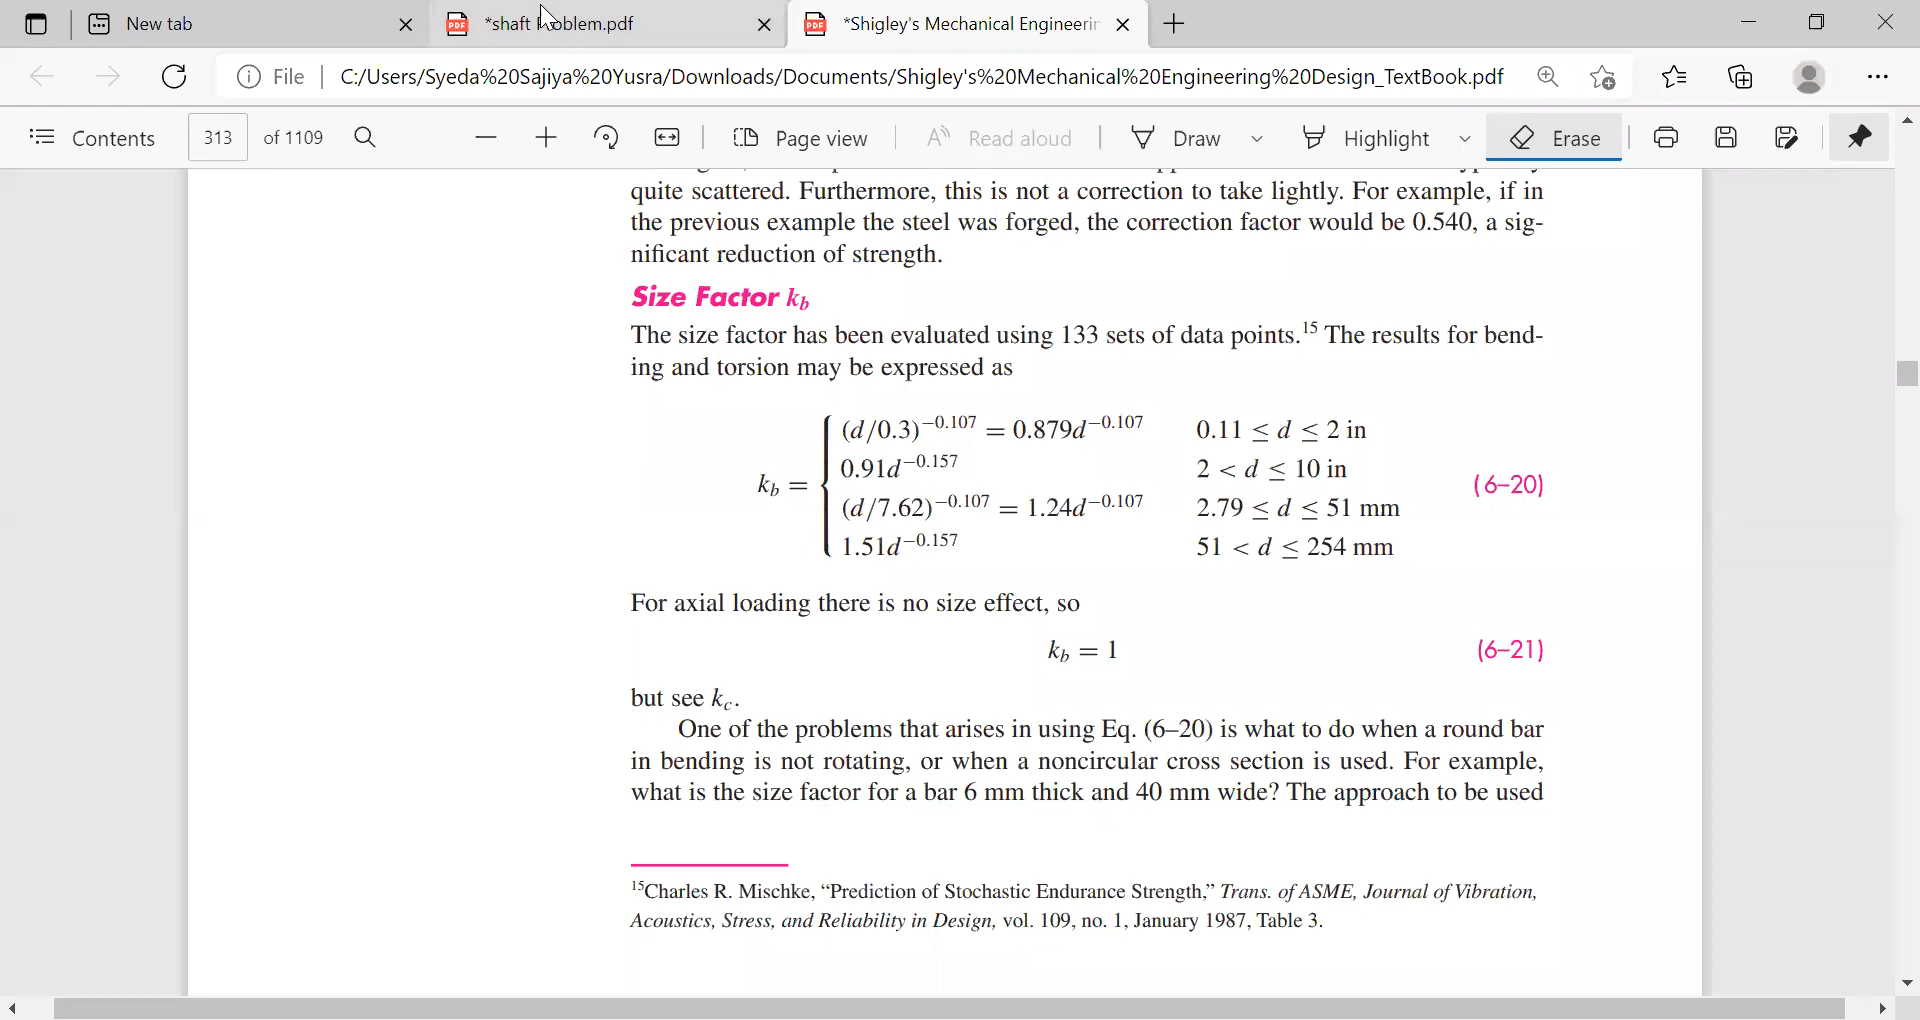 New tab
*shaft Problem.pdf
*Shigley's Mechanical Engineerin
File
C:/Users/Syeda%20Sajiya%20Yusra/Downloads/Documents/Shigley's%20Mechanical%20Engineering%20Design_TextBook.pdf
Contents
313
of 1109
Page view
Read aloud
Draw
Highlight
Erase
quite scattered. Furthermore, this is not a correction to take lightly. For example, if in
the previous example the steel was forged, the correction factor would be 0.540, a sig-
nificant reduction of strength.
Size Factor k_b
The size factor has been evaluated using 133 sets of data points.^15 The results for bend-
ing and torsion may be expressed as
(d/0.3)^−0.107 = 0.879d^−0.107 0.11 ≤ d ≤ 2 in
0.91d^−0.157 2 < d ≤ 10 in
k_b = (6–20)
(d/7.62)^−0.107 = 1.24d^−0.107 2.79 ≤ d ≤ 51 mm
1.51d^−0.157 51 < d ≤ 254 mm
For axial loading there is no size effect, so
k_b = 1 (6–21)
but see k_c.
One of the problems that arises in using Eq. (6–20) is what to do when a round bar
in bending is not rotating, or when a noncircular cross section is used. For example,
what is the size factor for a bar 6 mm thick and 40 mm wide? The approach to be used
^15Charles R. Mischke, “Prediction of Stochastic Endurance Strength,” Trans. of ASME, Journal of Vibration,
Acoustics, Stress, and Reliability in Design, vol. 109, no. 1, January 1987, Table 3.